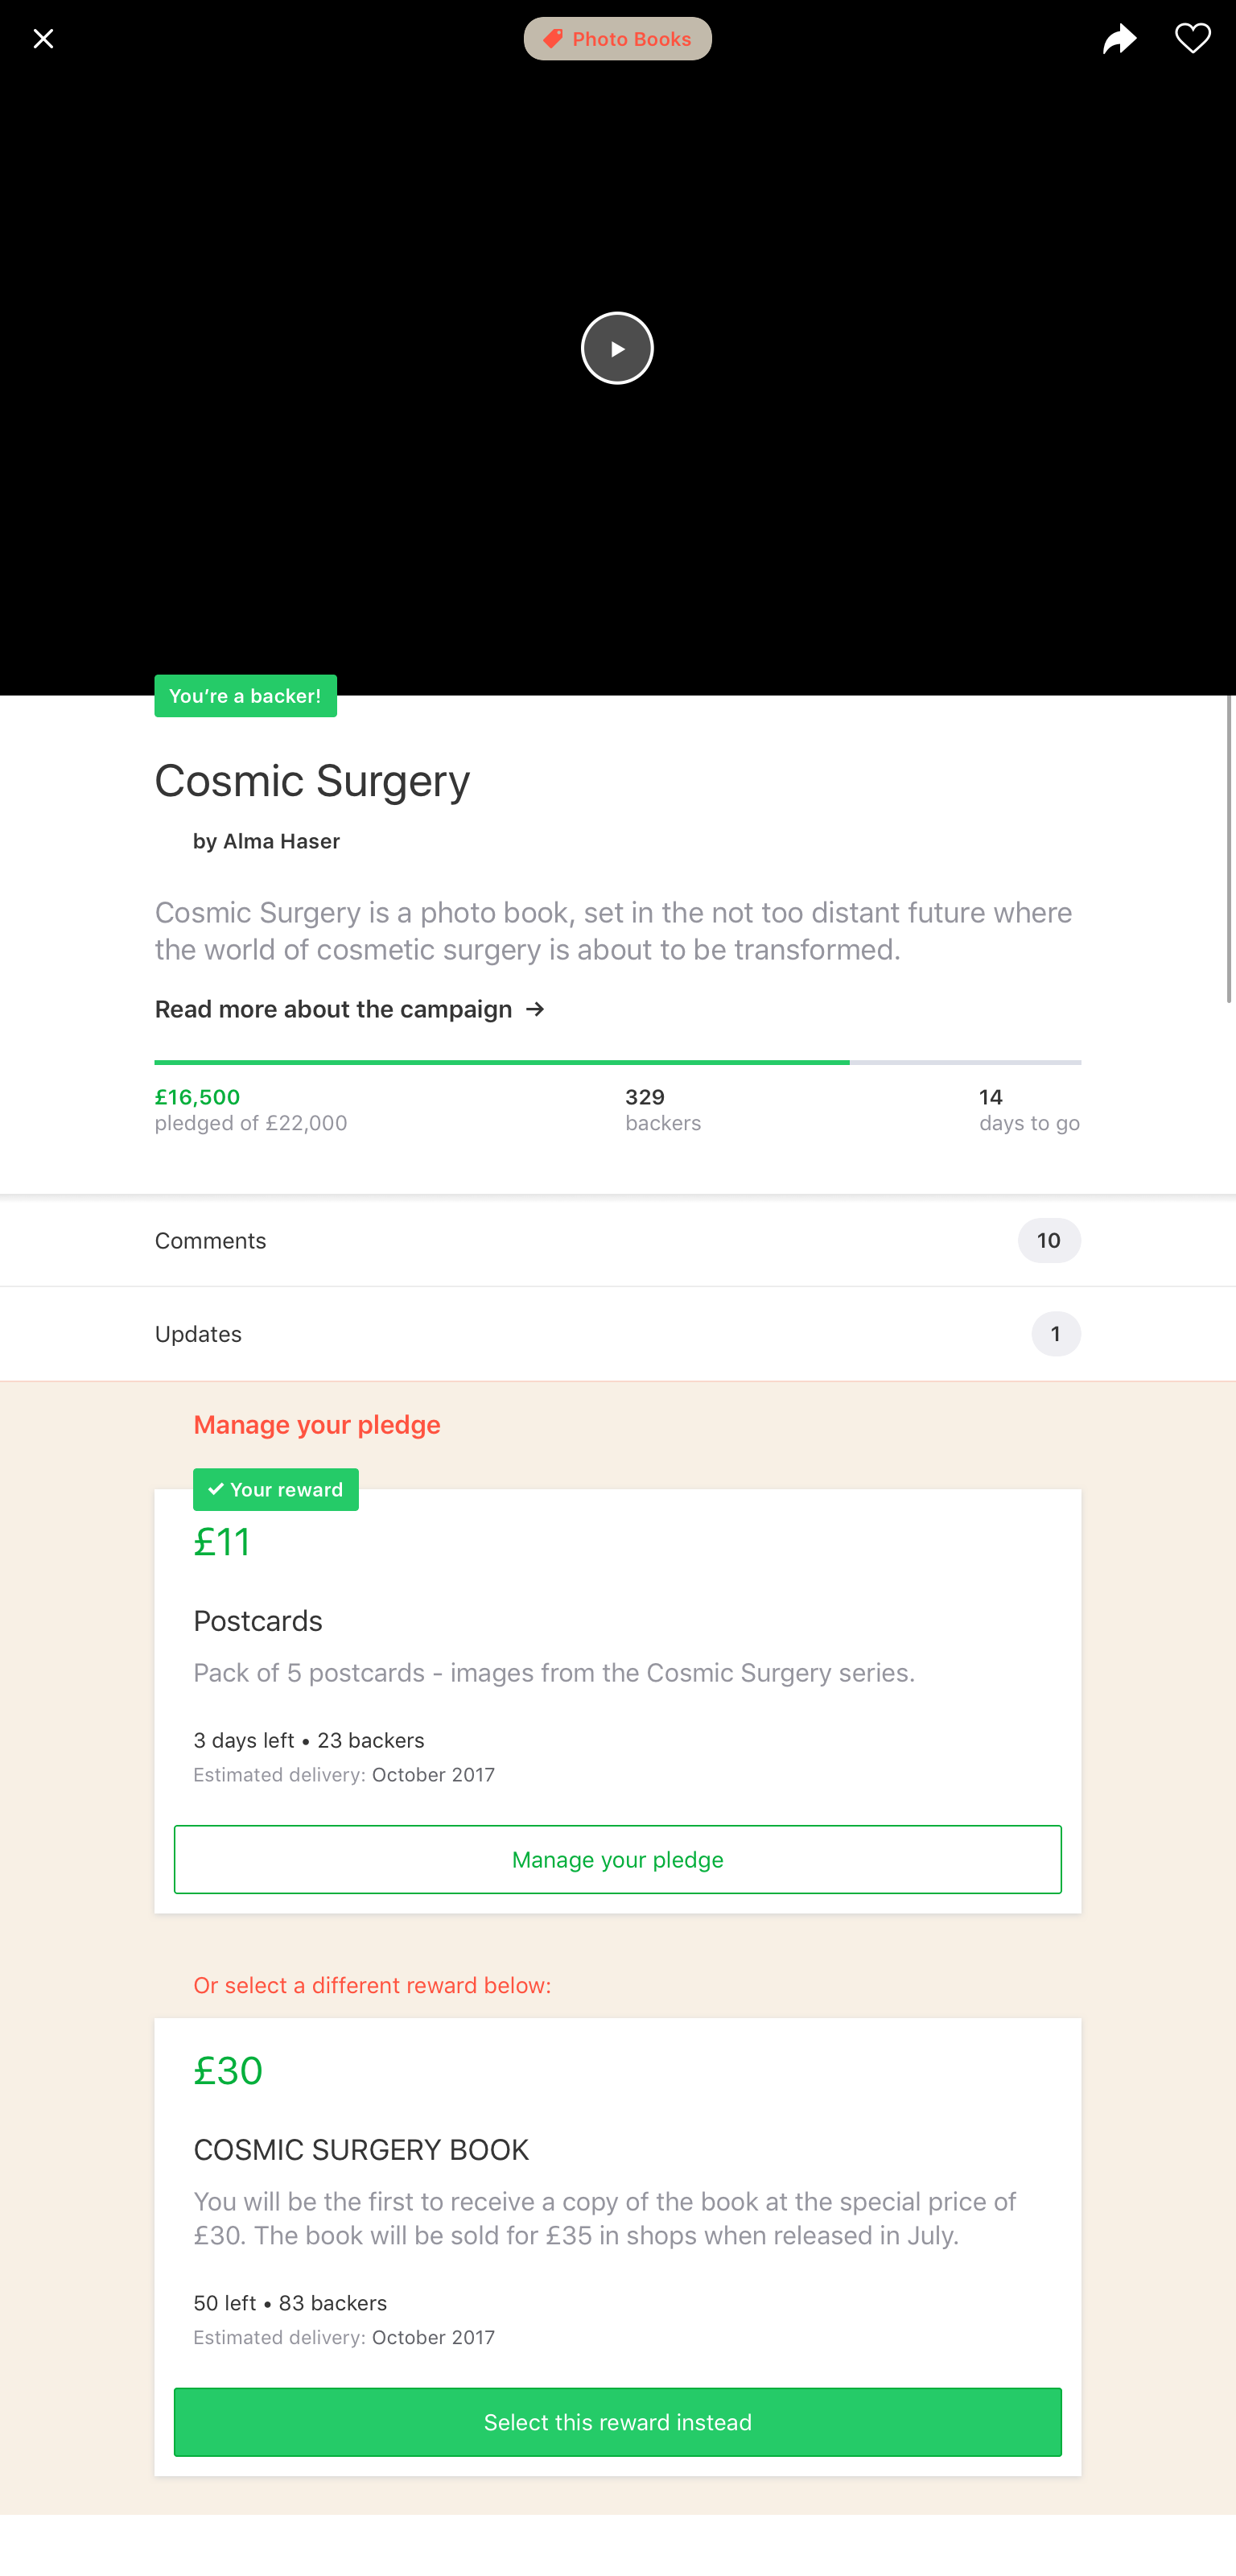 Photo Books
You’re a backer!
Cosmic Surgery
by Alma Haser
Cosmic Surgery is a photo book, set in the not too distant future where
the world of cosmetic surgery is about to be transformed.
Read more about the campaign →
£16,500
pledged of £22,000
329
backers
14
days to go
Comments
10
Updates
1
Manage your pledge
Your reward
£11
Postcards
Pack of 5 postcards - images from the Cosmic Surgery series.
3 days left • 23 backers
Estimated delivery: October 2017
Manage your pledge
Or select a different reward below:
£30
COSMIC SURGERY BOOK
You will be the first to receive a copy of the book at the special price of
£30. The book will be sold for £35 in shops when released in July.
50 left • 83 backers
Estimated delivery: October 2017
Select this reward instead